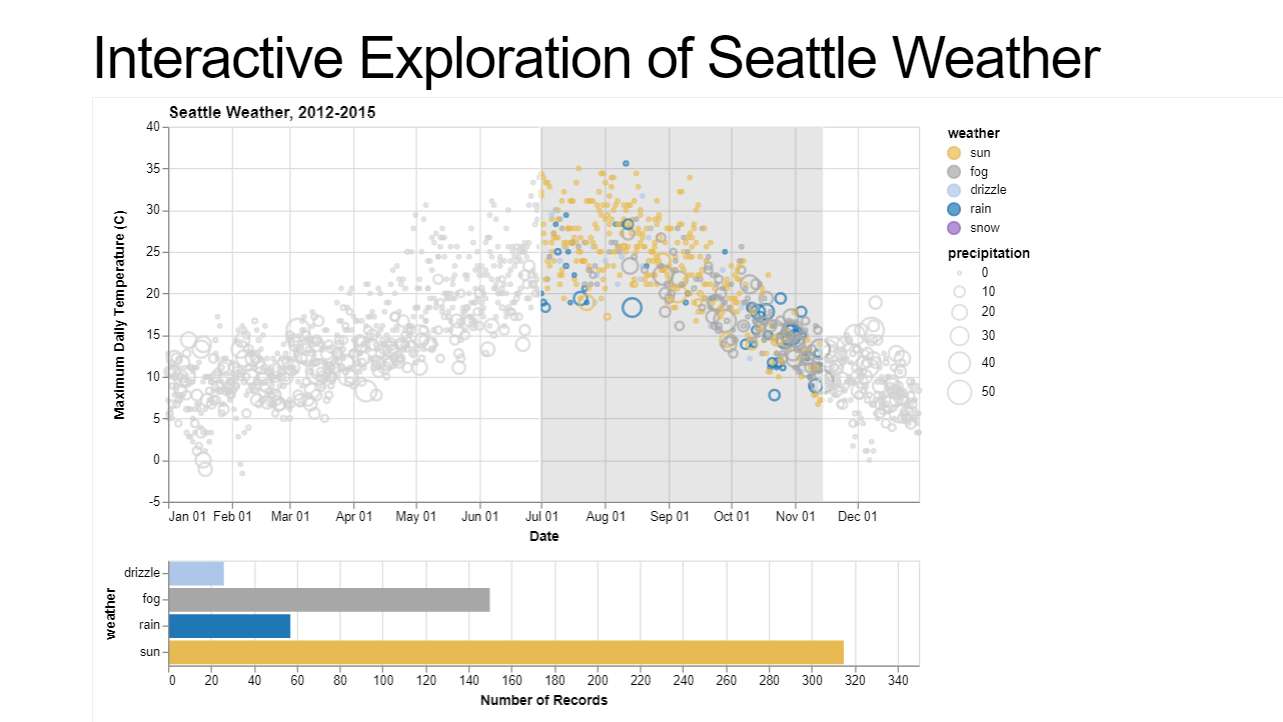 Interactive Exploration of Seattle Weather
Seattle Weather, 2012-2015
40
35
30
25
20
15
10
5
0
-5
Maximum Daily Temperature (C)
Jan 01 Feb 01 Mar 01 Apr 01 May 01 Jun 01 Jul 01 Aug 01 Sep 01 Oct 01 Nov 01 Dec 01
Date
weather
sun
fog
drizzle
rain
snow
precipitation
0
10
20
30
40
50
weather
drizzle
fog
rain
sun
0 20 40 60 80 100 120 140 160 180 200 220 240 260 280 300 320 340
Number of Records